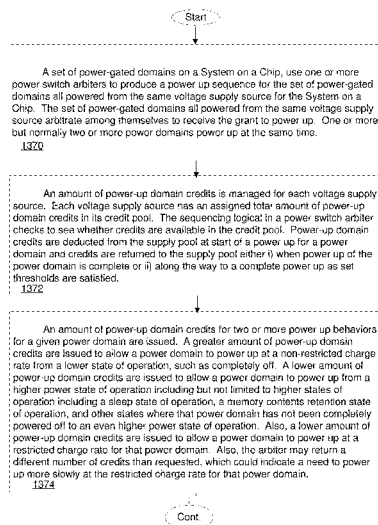 Start
A set of power-gated domains on a System on a Chip, use one or more
power switch arbiters to produce a power up sequence for the set of power-gated
domains all powered from the same voltage supply source for the System on a
Chip. The set of power-gated domains all powered from the same voltage supply
source arbitrate among themselves to receive the grant to power up. One or more
but normally two or more power domains power up at the same time.
1370
An amount of power-up domain credits is managed for each voltage supply
source. Each voltage supply source has an assigned total amount of power-up
domain credits in its credit pool. The sequencing logical in a power switch arbiter
checks to see whether credits are available in the credit pool. Power-up domain
credits are deducted from the supply pool at start of a power up for a power
domain and credits are returned to the supply pool either i) when power up of
the power domain is complete or ii) along the way to a complete power up as set
thresholds are satisfied.
1372
An amount of power-up domain credits for two or more power up behaviors
for a given power domain are issued. A greater amount of power-up domain
credits are issued to allow a power domain to power up at a non-restricted charge
rate from a lower state of operation, such as completely off. A lower amount of
power-up domain credits are issued to allow a power domain to power up from a
higher power state of operation including but not limited to higher states of
operation including a sleep state of operation, a memory contents retention state
of operation, and other states where that power domain has not been completely
powered off to an even higher power state of operation. Also, a lower amount of
power-up domain credits are issued to allow a power domain to power up at a
restricted charge rate for that power domain. Also, the arbiter may return a
different number of credits than requested, which could indicate a need to power
up more slowly at the restricted charge rate for that power domain.
1374
Cont.